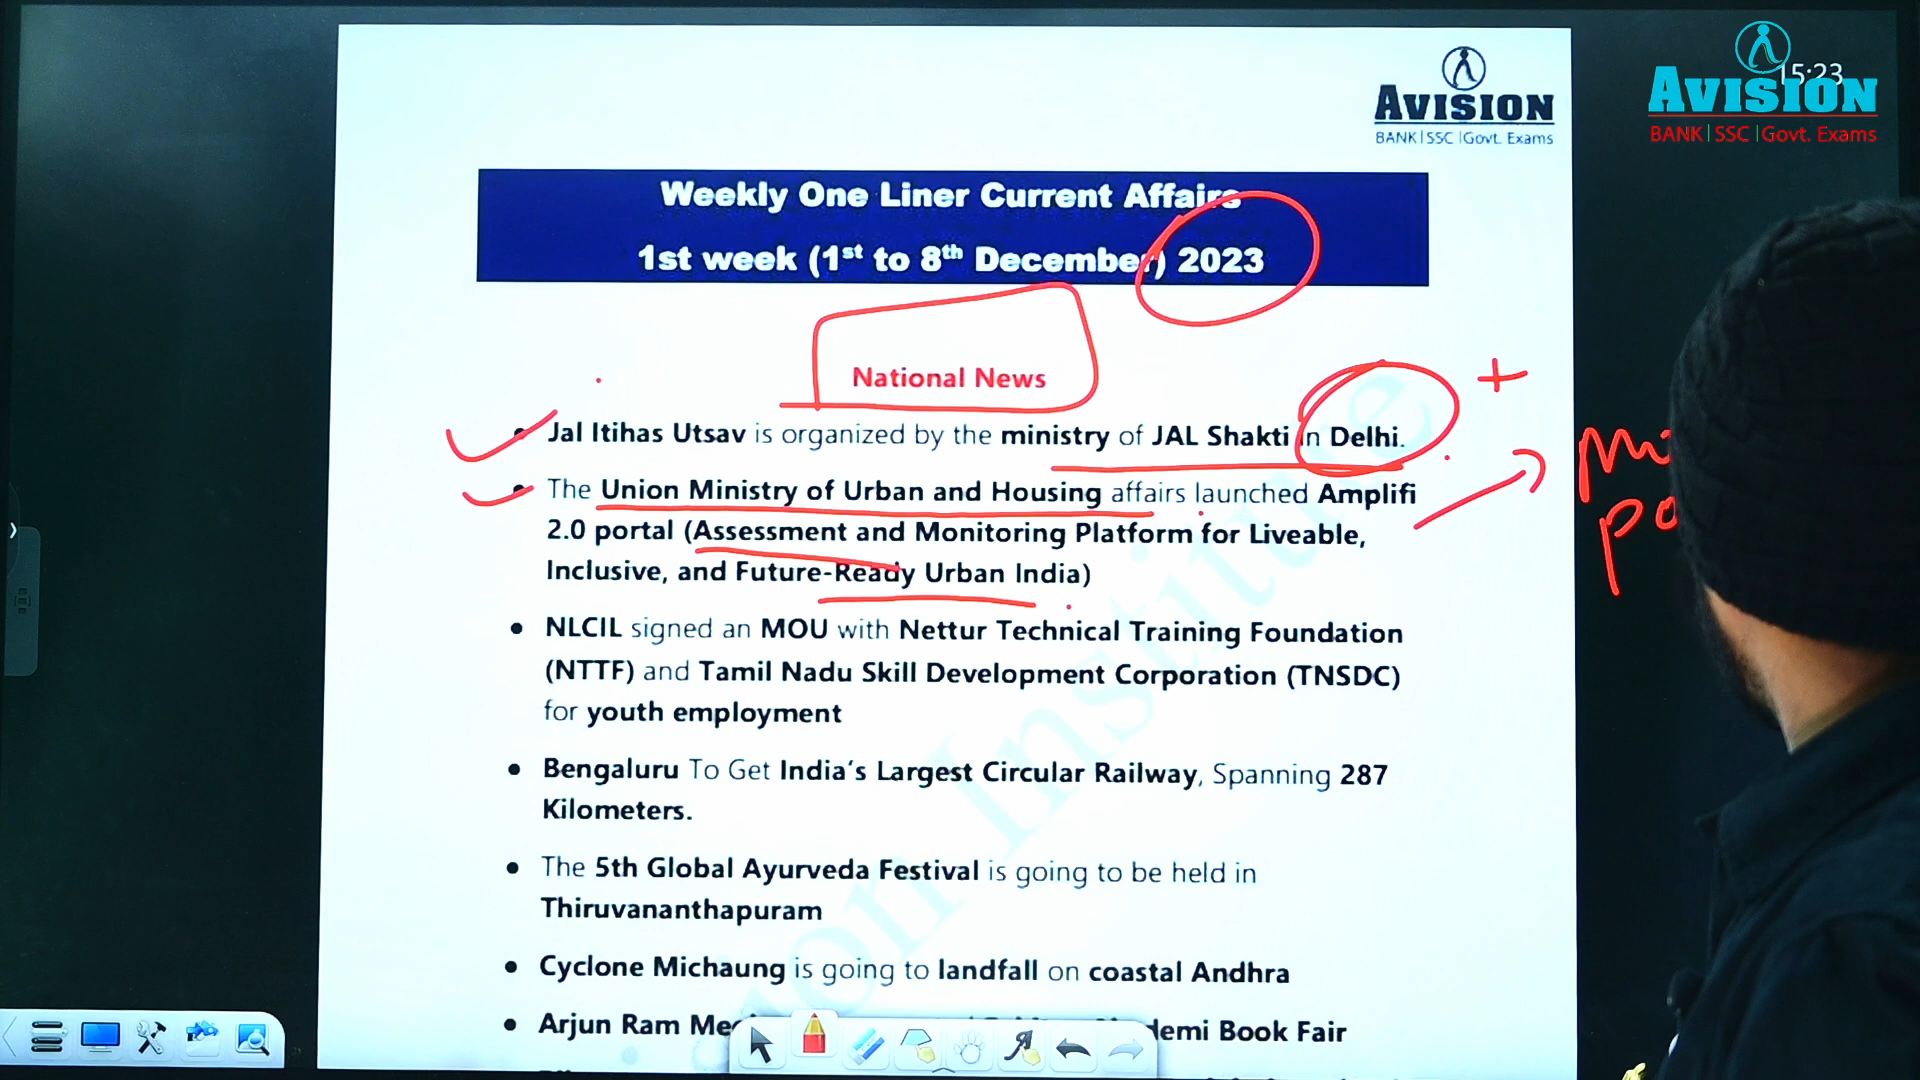 15:23
AVISION
BANK|SSC|Govt. Exams
AVISION
BANK|SSC|Govt. Exams
Weekly One Liner Current Affairs
1st week (1st to 8th December) 2023
National News
• Jal Itihas Utsav is organized by the ministry of JAL Shakti in Delhi.
• The Union Ministry of Urban and Housing affairs launched Amplifi
2.0 portal (Assessment and Monitoring Platform for Liveable,
Inclusive, and Future-Ready Urban India)
• NLCIL signed an MOU with Nettur Technical Training Foundation
(NTTF) and Tamil Nadu Skill Development Corporation (TNSDC)
for youth employment
• Bengaluru To Get India's Largest Circular Railway, Spanning 287
Kilometers.
• The 5th Global Ayurveda Festival is going to be held in
Thiruvananthapuram
• Cyclone Michaung is going to landfall on coastal Andhra
• Arjun Ram Book Fair